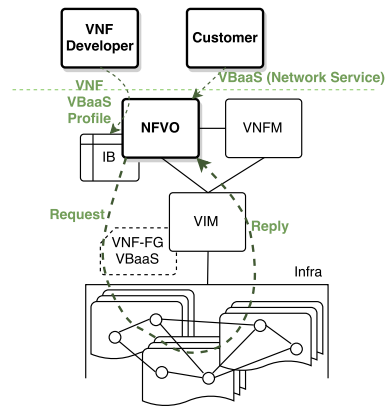 VNF
Developer
Customer
VBaaS (Network Service)
VNF
VBaaS
Profile
NFVO
VNFM
IB
VIM
Request
Reply
VNF-FG
VBaaS
Infra